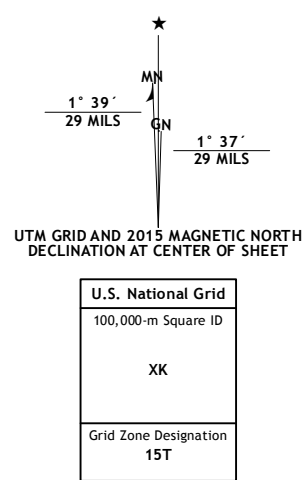 MN
1° 39´
29 MILS
GN
1° 37´
29 MILS
UTM GRID AND 2015 MAGNETIC NORTH
DECLINATION AT CENTER OF SHEET
U.S. National Grid
100,000-m Square ID
XK
Grid Zone Designation
15T